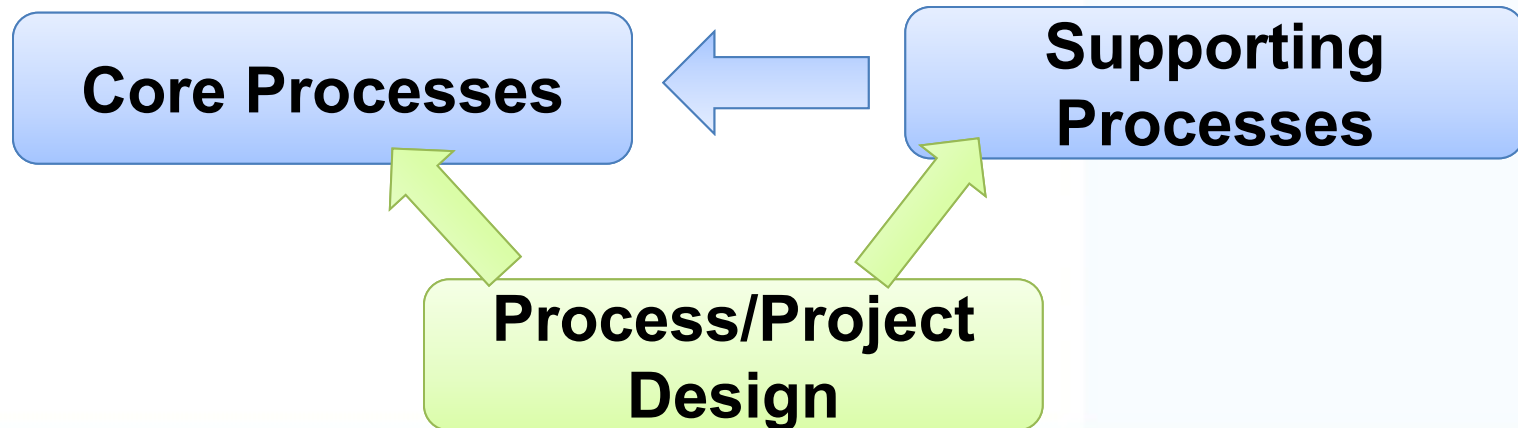 Core Processes
Supporting
Processes
Process/Project
Design